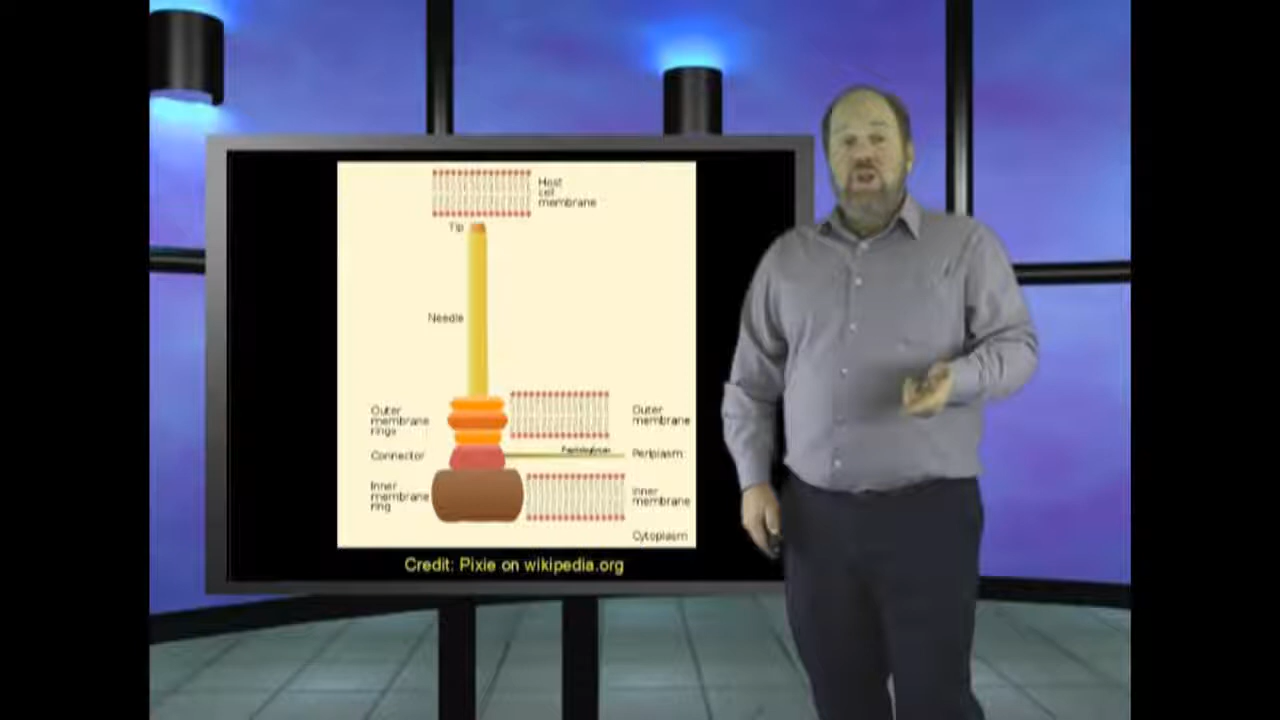 Host
cell
membrane
Tip
Needle
Outer
membrane
rings
Outer
membrane
Peptidoglycan
Connector
Periplasm
Inner
membrane
ring
Inner
membrane
Cytoplasm
Credit: Pixie on wikipedia.org